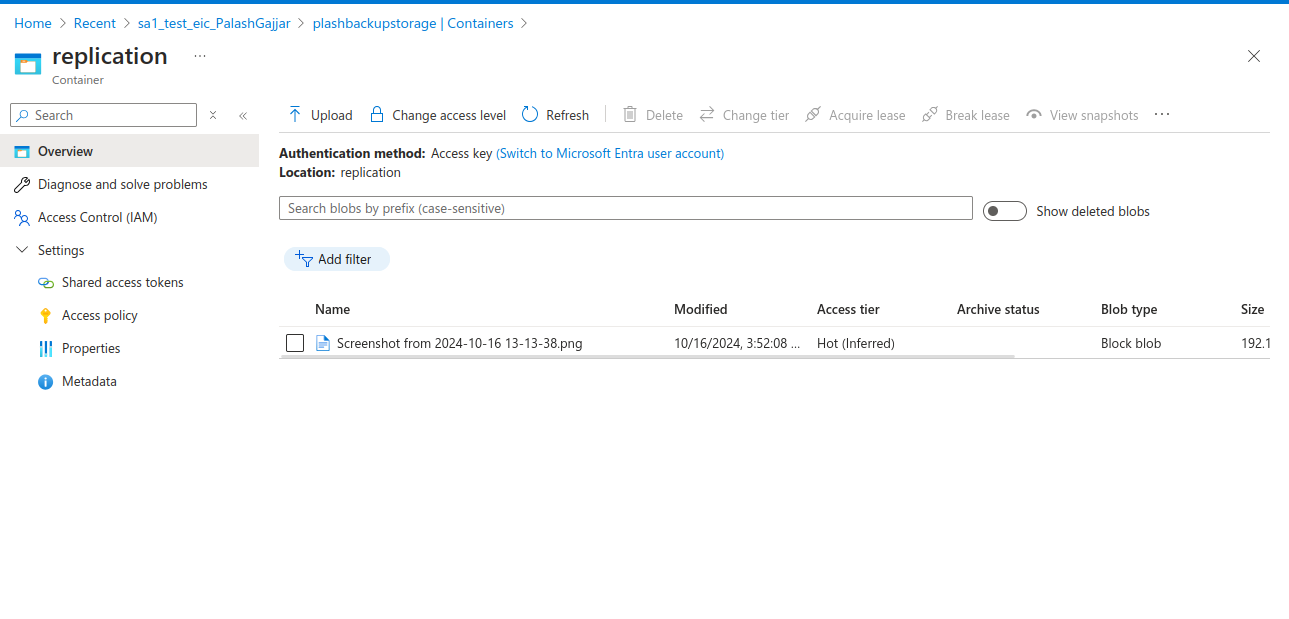 Home > Recent > sa1_test_eic_PalashGajjar > plashbackupstorage | Containers >
replication ...
Container
Search
Overview
Diagnose and solve problems
Access Control (IAM)
Settings
Shared access tokens
Access policy
Properties
Metadata
Upload Change access level Refresh Delete Change tier Acquire lease Break lease View snapshots ...
Authentication method: Access key (Switch to Microsoft Entra user account)
Location: replication
Search blobs by prefix (case-sensitive)
Show deleted blobs
Add filter
Name Modified Access tier Archive status Blob type Size
Screenshot from 2024-10-16 13-13-38.png 10/16/2024, 3:52:08 ... Hot (Inferred) Block blob 192.1